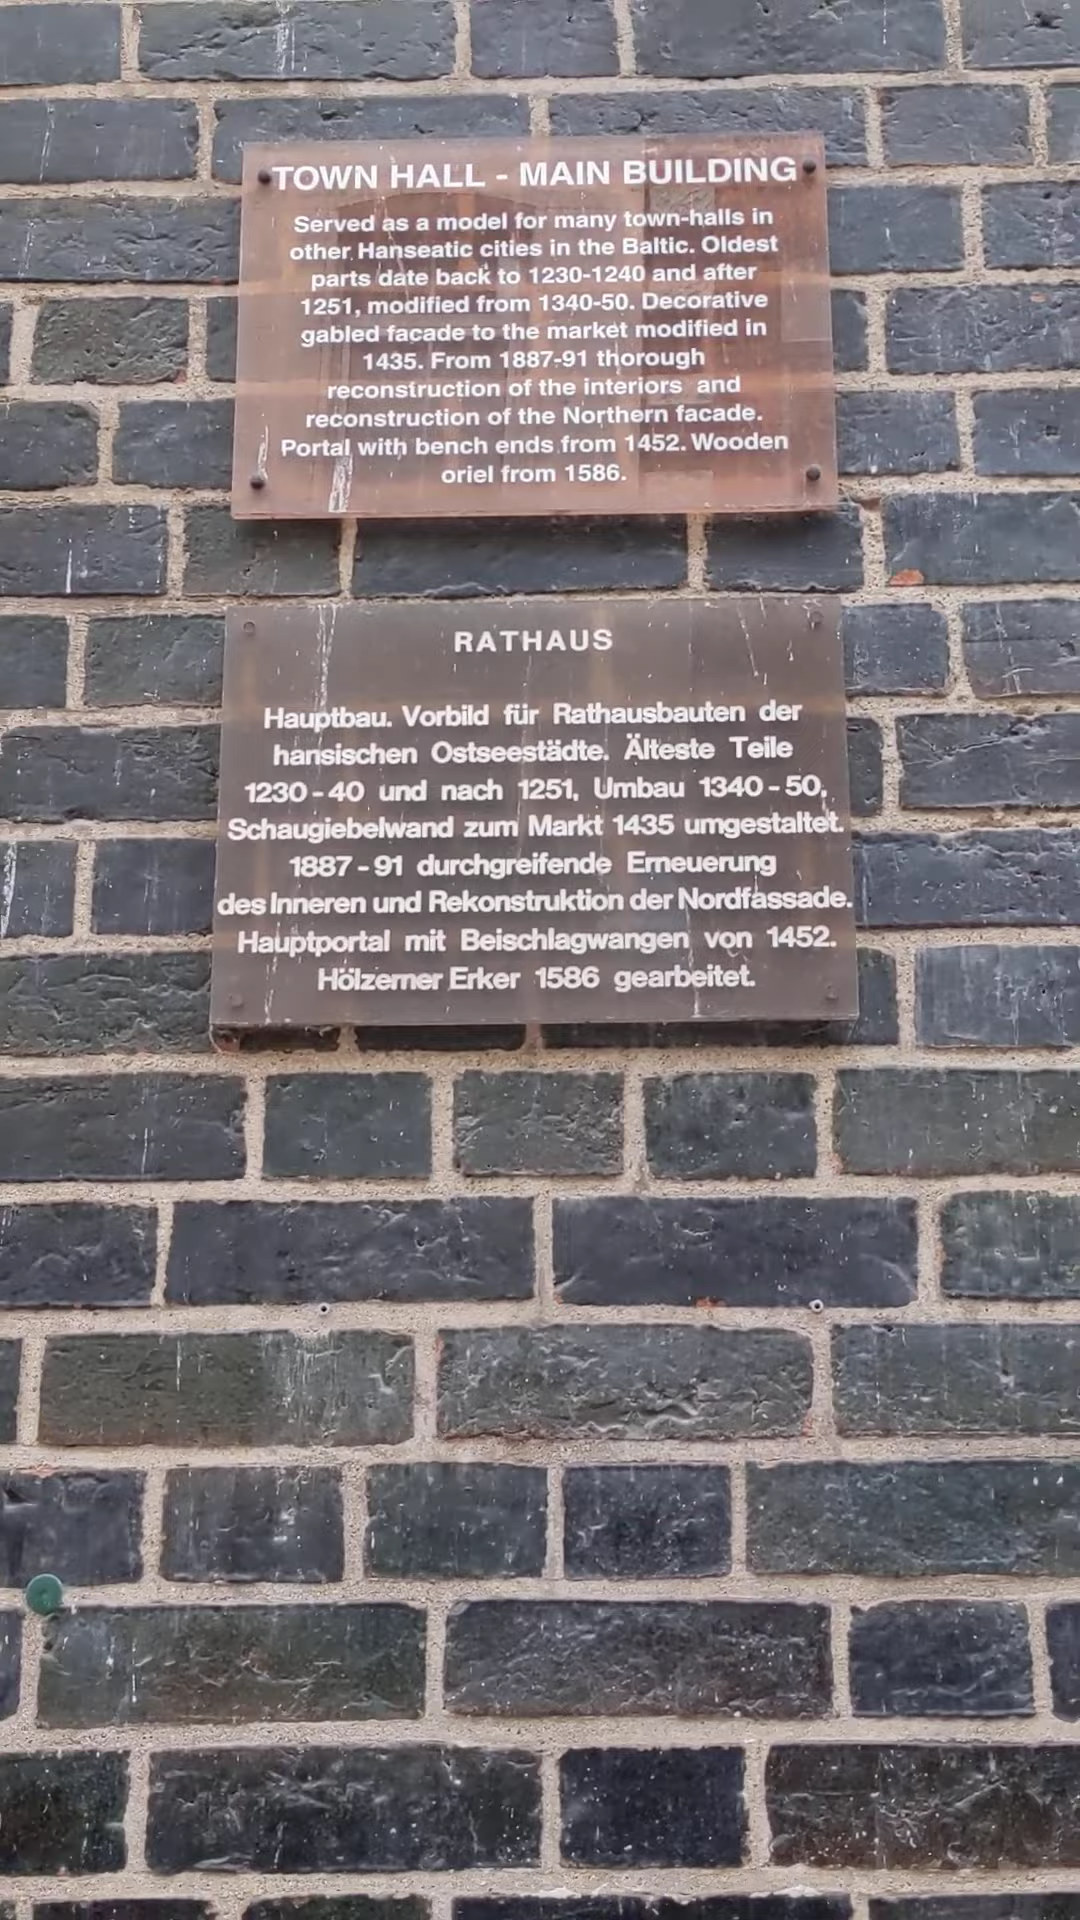 TOWN HALL - MAIN BUILDING
Served as a model for many town-halls in
other Hanseatic cities in the Baltic. Oldest
parts date back to 1230-1240 and after
1251, modified from 1340-50. Decorative
gabled façade to the market modified in
1435. From 1887-91 thorough
reconstruction of the interiors and
reconstruction of the Northern facade.
Portal with bench ends from 1452. Wooden
oriel from 1586.
RATHAUS
Hauptbau. Vorbild für Rathausbauten der
hansischen Ostseestädte. Älteste Teile
1230-40 und nach 1251, Umbau 1340-50,
Schaugiebelwand zum Markt 1435 umgestaltet.
1887-91 durchgreifende Erneuerung
des Inneren und Rekonstruktion der Nordfassade.
Hauptportal mit Beischlagwangen von 1452.
Hölzerner Erker 1586 gearbeitet.